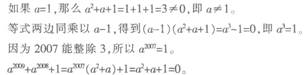 如果 a=1,那么 a²+a+1=1+1+1=3≠0,即 a≠1。
等式两边同乘以 a-1,得到(a-1)(a²+a+1)=a³-1=0,即 a³=1。
因为 2007 能整除 3,所以 a²⁰⁰⁷=1。
a²⁰⁰⁹+a²⁰⁰⁸+1=a²⁰⁰⁷(a²+a)+1=a²+a+1=0。